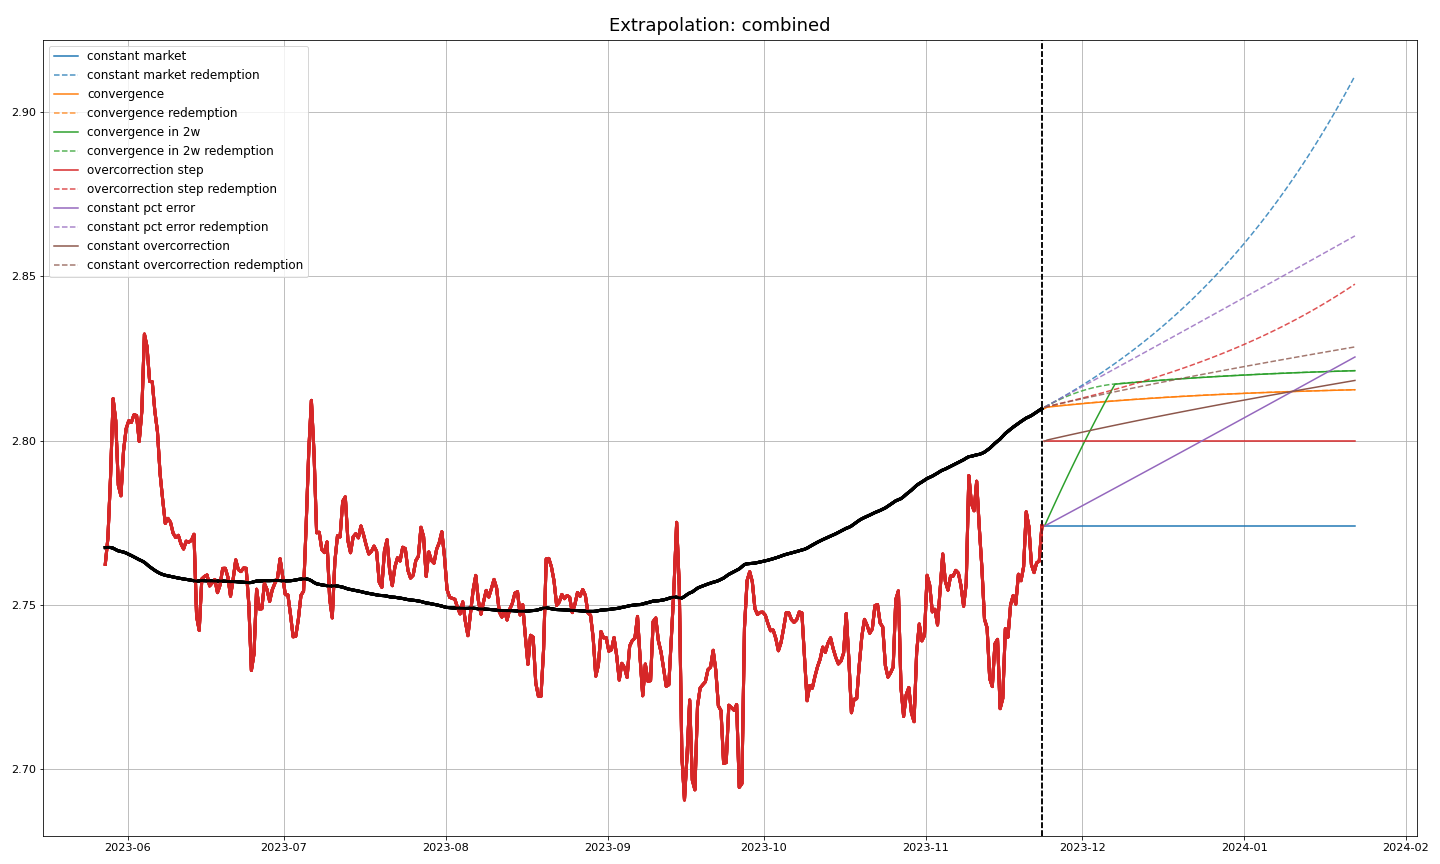 Extrapolation: combined
constant market
constant market redemption
convergence
convergence redemption
convergence in 2w
convergence in 2w redemption
overcorrection step
overcorrection step redemption
constant pct error
constant pct error redemption
constant overcorrection
constant overcorrection redemption
2.90
2.85
2.80
2.75
2.70
2023-06 2023-07 2023-08 2023-09 2023-10 2023-11 2023-12 2024-01 2024-02